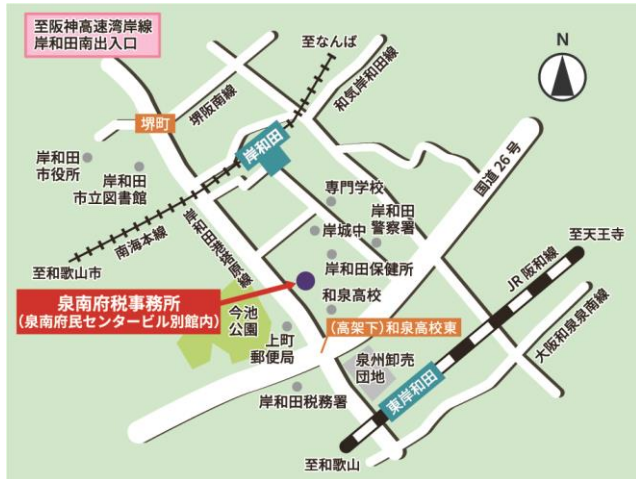 至阪神高速湾岸線
岸和田南出入口
至なんば
N
和気岸和田線
堺阪南線
堺町
岸和田
国道26号
岸和田
市役所
岸和田
市立図書館
専門学校
岸城中
岸和田
警察署
南海本線
岸和田港塔原線
至天王寺
至和歌山市
岸和田保健所
JR阪和線
泉南府税事務所
(泉南府民センタービル別館内)
和泉高校
今池
公園
(高架下)和泉高校東
大阪和泉泉南線
上町
郵便局
泉州卸売
団地
東岸和田
岸和田税務署
至和歌山